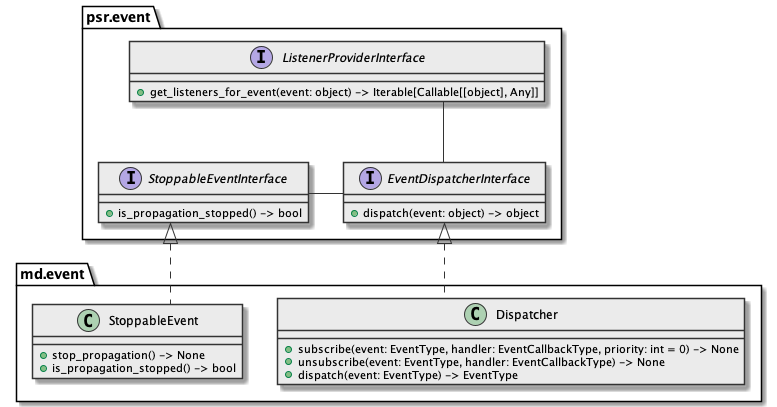 psr.event
I ListenerProviderInterface
get_listeners_for_event(event: object) -> Iterable[Callable[[object], Any]]
I StoppableEventInterface
is_propagation_stopped() -> bool
I EventDispatcherInterface
dispatch(event: object) -> object
md.event
C StoppableEvent
stop_propagation() -> None
is_propagation_stopped() -> bool
C Dispatcher
subscribe(event: EventType, handler: EventCallbackType, priority: int = 0) -> None
unsubscribe(event: EventType, handler: EventCallbackType) -> None
dispatch(event: EventType) -> EventType